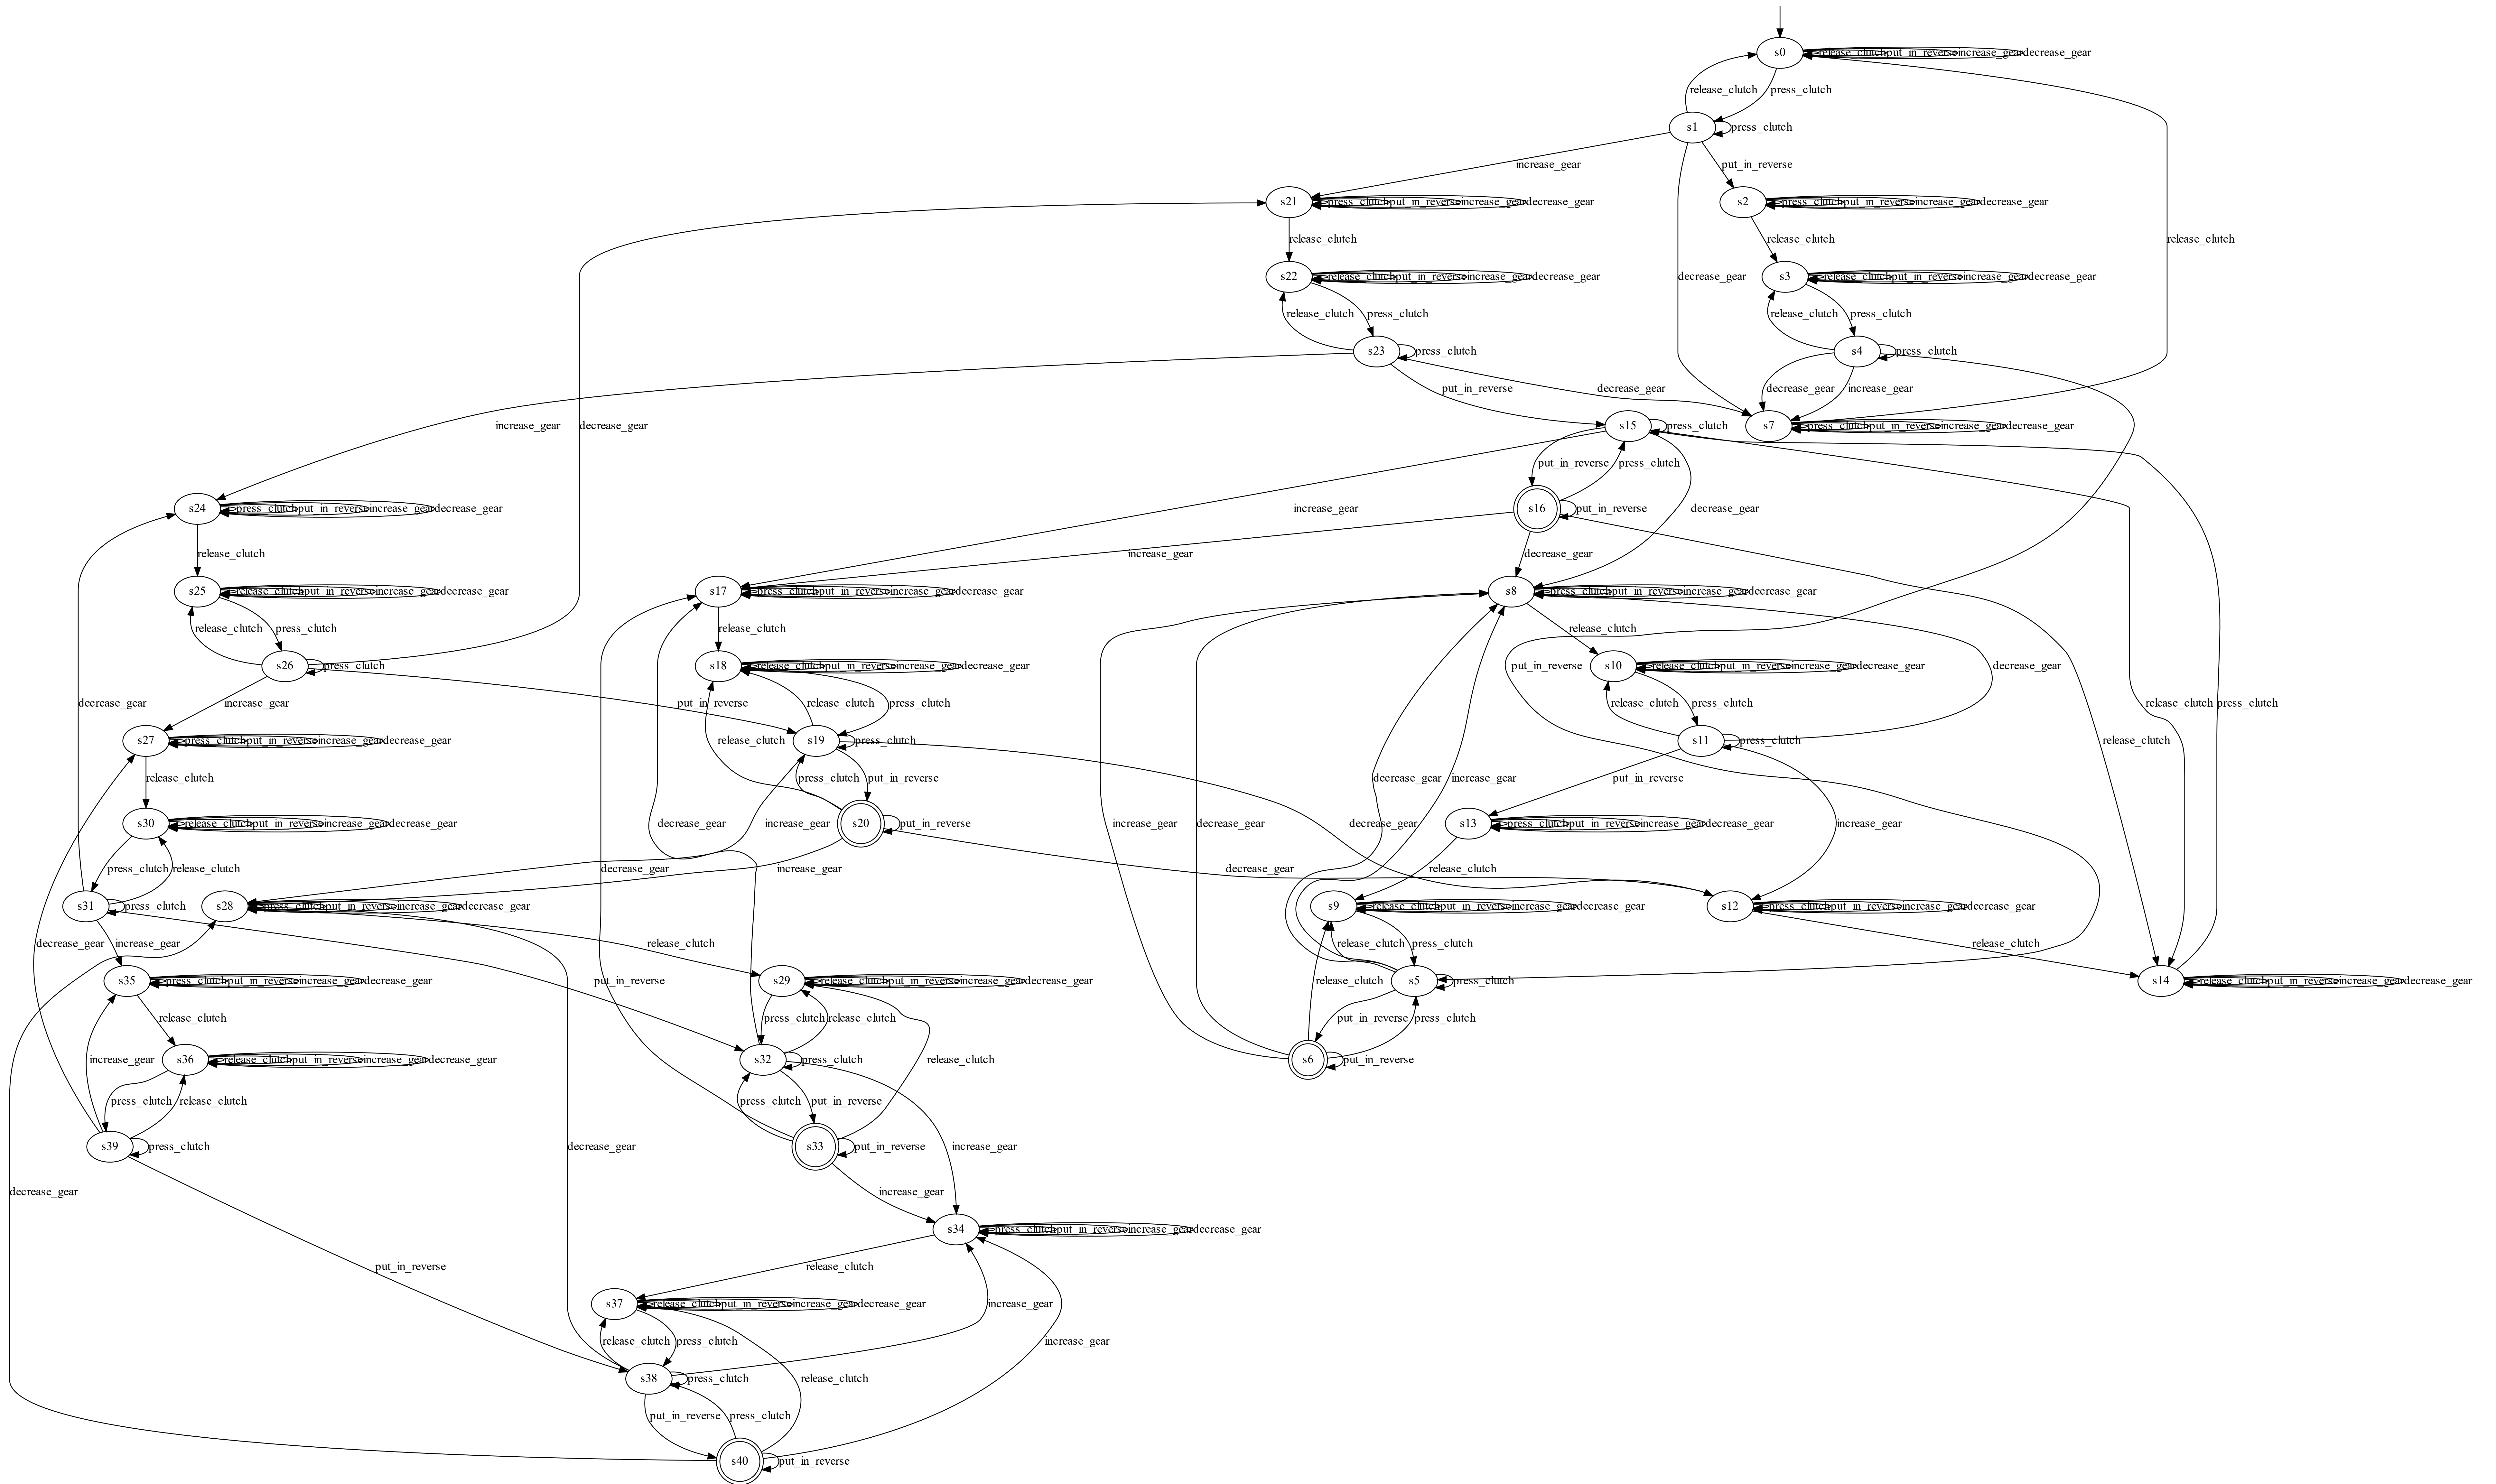 s0
release_clutch put_in_reverse increase_gear decrease_gear
release_clutch
press_clutch
s1
press_clutch
increase_gear
put_in_reverse
s21
press_clutch put_in_reverse increase_gear decrease_gear
s2
press_clutch put_in_reverse increase_gear decrease_gear
release_clutch
release_clutch
release_clutch
s22
release_clutch put_in_reverse increase_gear decrease_gear
decrease_gear
s3
release_clutch put_in_reverse increase_gear decrease_gear
release_clutch
press_clutch
release_clutch
press_clutch
s23
press_clutch
s4
press_clutch
put_in_reverse
decrease_gear
decrease_gear
increase_gear
increase_gear
decrease_gear
s15
press_clutch
s7
press_clutch put_in_reverse increase_gear decrease_gear
put_in_reverse
press_clutch
s24
press_clutch put_in_reverse increase_gear decrease_gear
increase_gear
s16
put_in_reverse
decrease_gear
release_clutch
increase_gear
decrease_gear
s25
release_clutch put_in_reverse increase_gear decrease_gear
s17
press_clutch put_in_reverse increase_gear decrease_gear
s8
press_clutch put_in_reverse increase_gear decrease_gear
release_clutch
press_clutch
release_clutch
release_clutch
s26
press_clutch
s18
release_clutch put_in_reverse increase_gear decrease_gear
put_in_reverse
s10
release_clutch put_in_reverse increase_gear decrease_gear
decrease_gear
decrease_gear
increase_gear
put_in_reverse
release_clutch
press_clutch
release_clutch
press_clutch
release_clutch
press_clutch
s27
press_clutch put_in_reverse increase_gear decrease_gear
release_clutch
s19
press_clutch
s11
press_clutch
release_clutch
release_clutch
press_clutch
put_in_reverse
decrease_gear
increase_gear
put_in_reverse
s30
release_clutch put_in_reverse increase_gear decrease_gear
decrease_gear
increase_gear
s20
put_in_reverse
increase_gear
decrease_gear
decrease_gear
s13
press_clutch put_in_reverse increase_gear decrease_gear
increase_gear
press_clutch
release_clutch
decrease_gear
increase_gear
decrease_gear
release_clutch
s31
press_clutch
s28
press_clutch put_in_reverse increase_gear decrease_gear
s9
release_clutch put_in_reverse increase_gear decrease_gear
s12
press_clutch put_in_reverse increase_gear decrease_gear
decrease_gear
increase_gear
release_clutch
release_clutch
press_clutch
release_clutch
s35
press_clutch put_in_reverse increase_gear decrease_gear
put_in_reverse
s29
release_clutch put_in_reverse increase_gear decrease_gear
release_clutch
s5
press_clutch
s14
release_clutch put_in_reverse increase_gear decrease_gear
release_clutch
press_clutch
release_clutch
put_in_reverse
press_clutch
increase_gear
s36
release_clutch put_in_reverse increase_gear decrease_gear
s32
press_clutch
release_clutch
s6
put_in_reverse
press_clutch
release_clutch
press_clutch
put_in_reverse
s39
press_clutch
decrease_gear
s33
put_in_reverse
increase_gear
decrease_gear
increase_gear
s34
press_clutch put_in_reverse increase_gear decrease_gear
put_in_reverse
release_clutch
s37
release_clutch put_in_reverse increase_gear decrease_gear
increase_gear
release_clutch
press_clutch
increase_gear
s38
press_clutch
release_clutch
put_in_reverse
press_clutch
s40
put_in_reverse